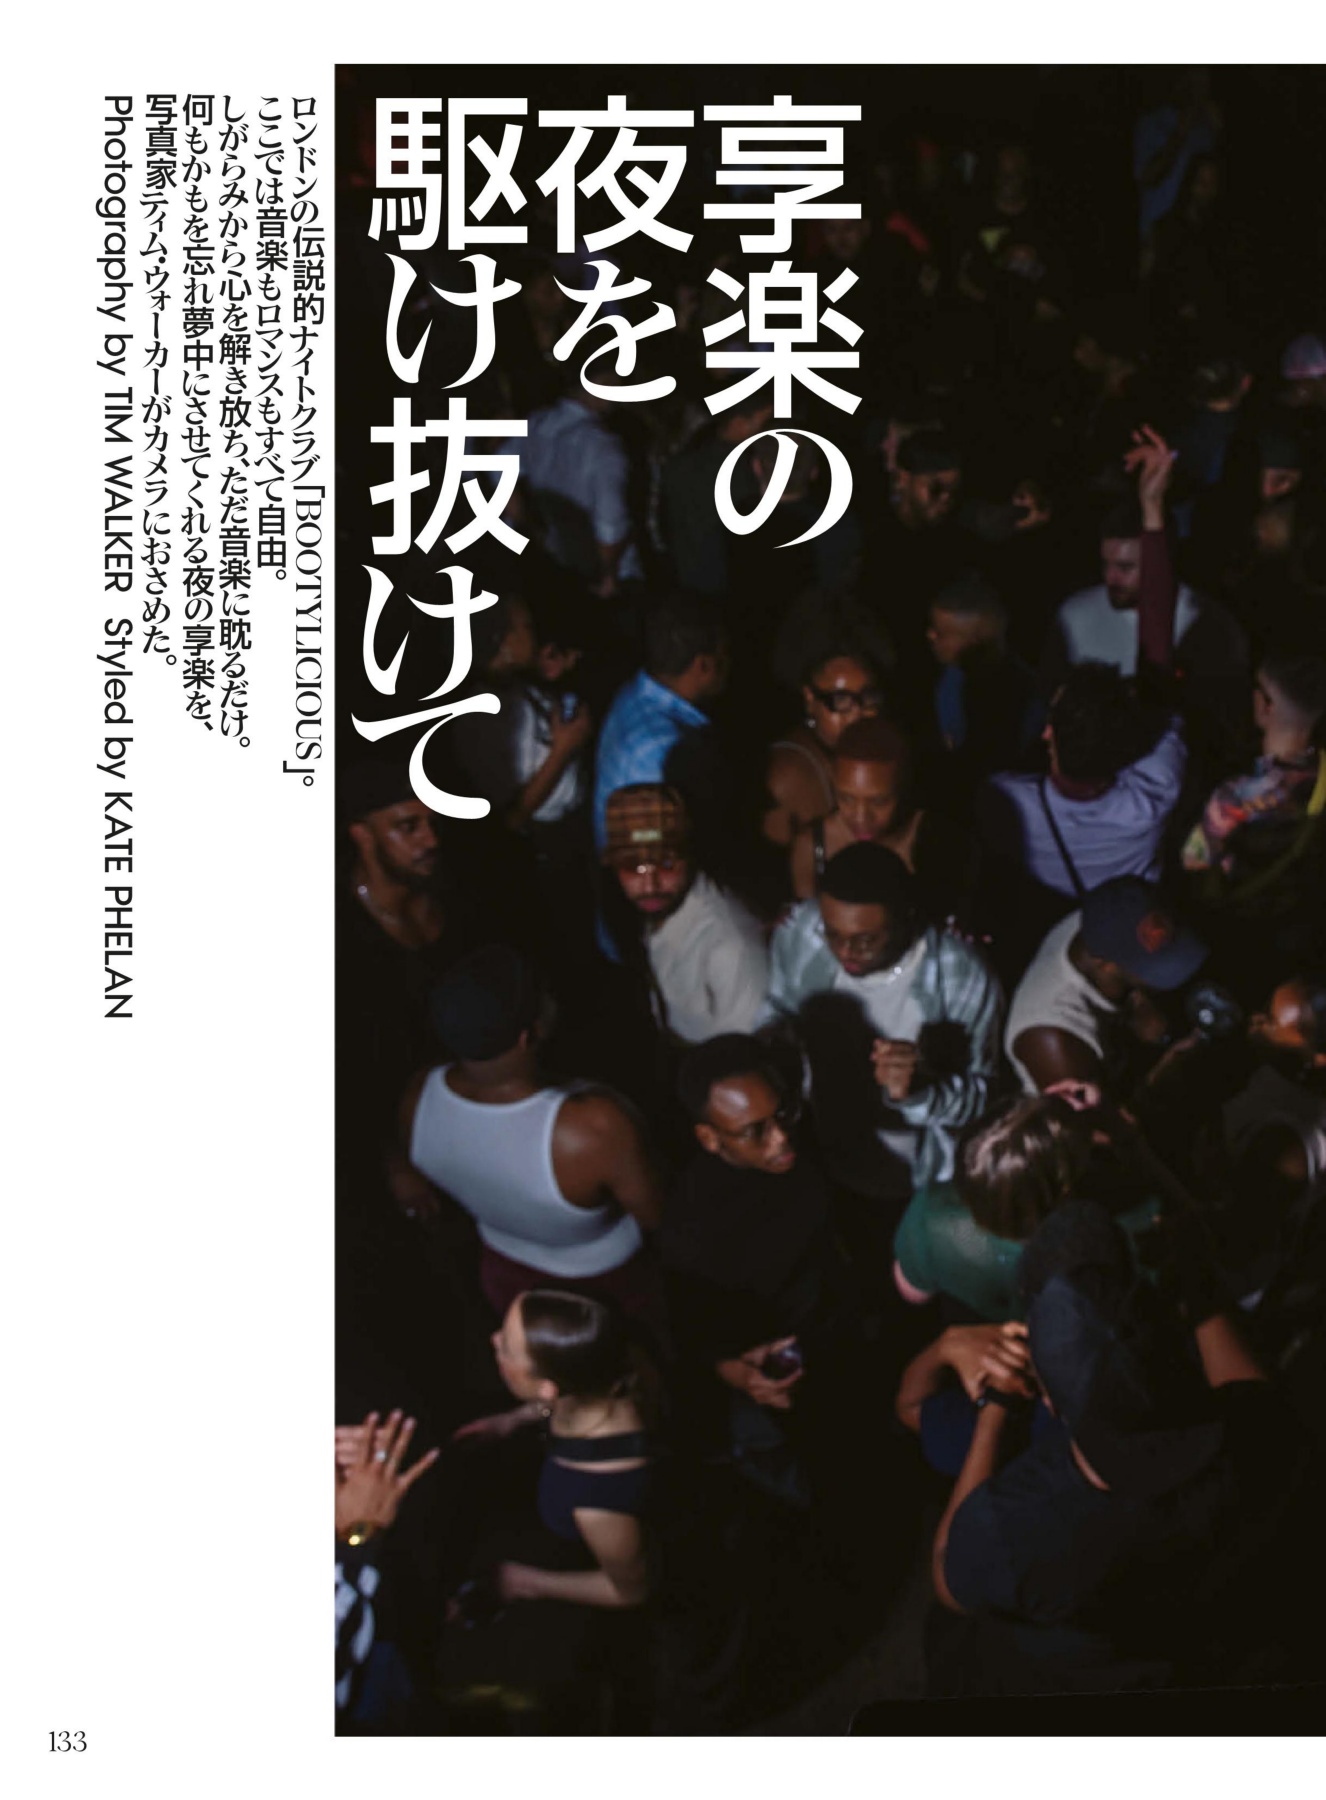 享楽の
夜を
駆け抜けて
ロンドンの伝説的ナイトクラブ「BOOTYLICIOUS」。
ここでは音楽もロマンスもすべて自由。
しがらみから心を解き放ち、ただ音楽に耽るだけ。
何もかもを忘れ夢中にさせてくれる夜の享楽を、
写真家ティム・ウォーカーがカメラにおさめた。
Photography by TIM WALKER Styled by KATE PHELAN
133